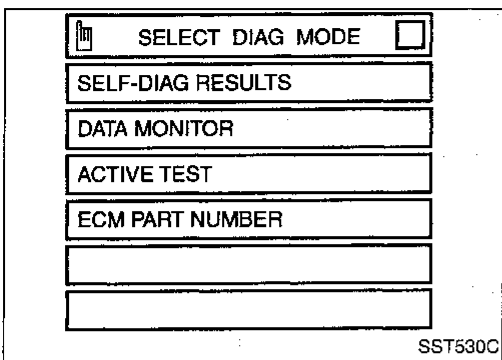 SELECT DIAG MODE
SELF-DIAG RESULTS
DATA MONITOR
ACTIVE TEST
ECM PART NUMBER
SST530C